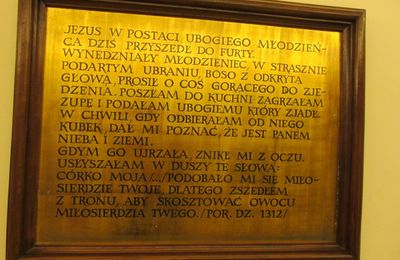 JEZUS W POSTACI UBOGIEGO MŁODZIEŃ-
CA DZIŚ PRZYSZEDŁ DO FURTY.
WYNĘDZNIAŁY MŁODZIENIEC, W STRASZNIE
PODARTYM UBRANIU, BOSO Z ODKRYTĄ
GŁOWĄ, PROSIŁ O COŚ GORĄCEGO DO ZJE-
DZENIA. POSZŁAM DO KUCHNI ZAGRZAŁAM
ZUPĘ I PODAŁAM UBOGIEMU KTÓRY ZJADŁ.
W CHWILI, GDY ODBIERAŁAM OD NIEGO
KUBEK, DAŁ MI POZNAĆ, ŻE JEST PANEM
NIEBA I ZIEMI.
GDYM GO UJRZAŁA, ZNIKŁ MI Z OCZU.
USŁYSZAŁAM W DUSZY TE SŁOWA:
CÓRKO MOJA/.../PODOBAŁO MI SIĘ MIŁO-
SIERDZIE TWOJE, DLATEGO ZSZEDŁEM
Z TRONU, ABY SKOSZTOWAĆ OWOCU
MIŁOSIERDZIA TWEGO. /POR. DZ. 1312/